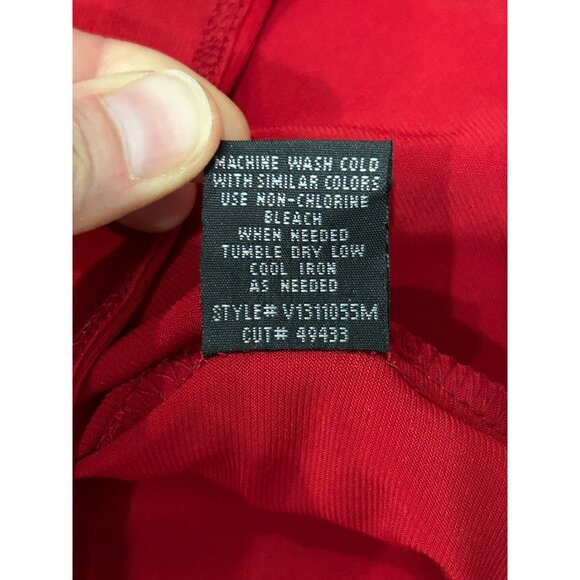 MACHINE WASH COLD
WITH SIMILAR COLORS
USE NON-CHLORINE
BLEACH
WHEN NEEDED
TUMBLE DRY LOW
COOL IRON
AS NEEDED
STYLE# V1311055M
CUT# 49433